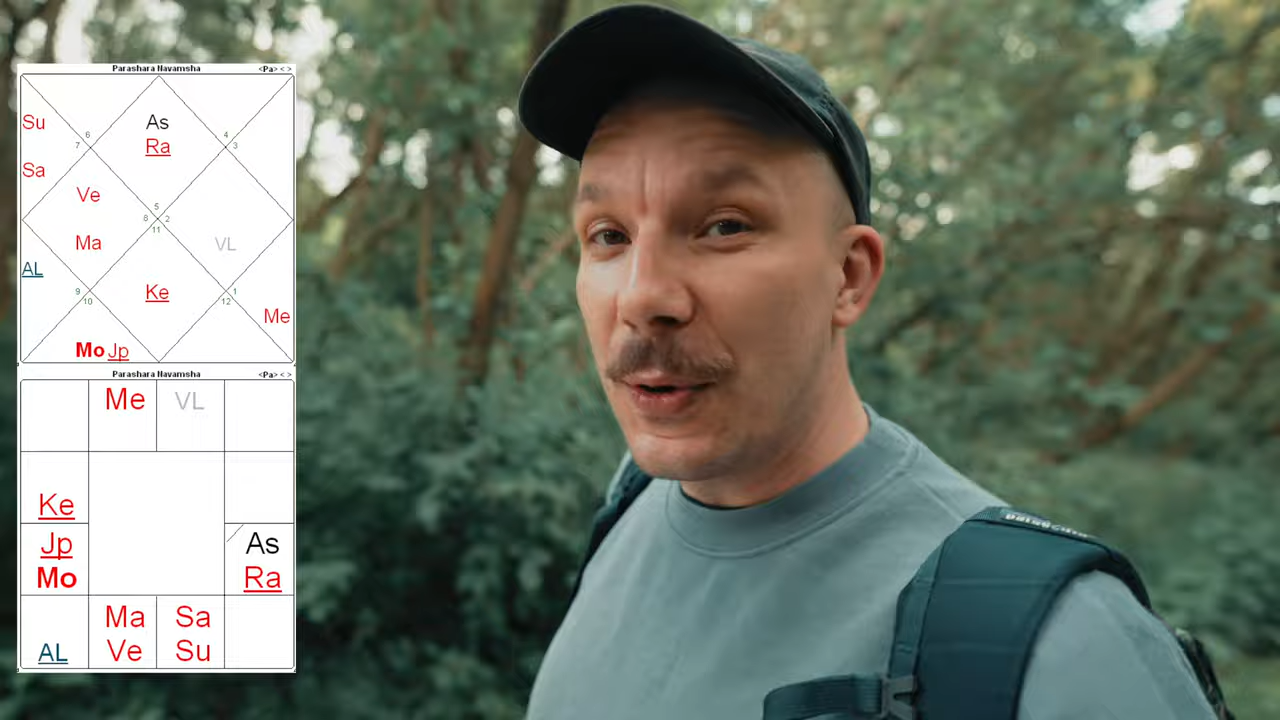 Parashara Navamsha <Pa> < >
Su
As
6
4
7
3
Ra
Sa
Ve
5
8
2
11
Ma
VL
AL
9
1
10
12
Ke
Me
Mo Jp
Parashara Navamsha <Pa> < >
Me
VL
Ke
Jp
As
Mo
Ra
Ma
Sa
AL
Ve
Su